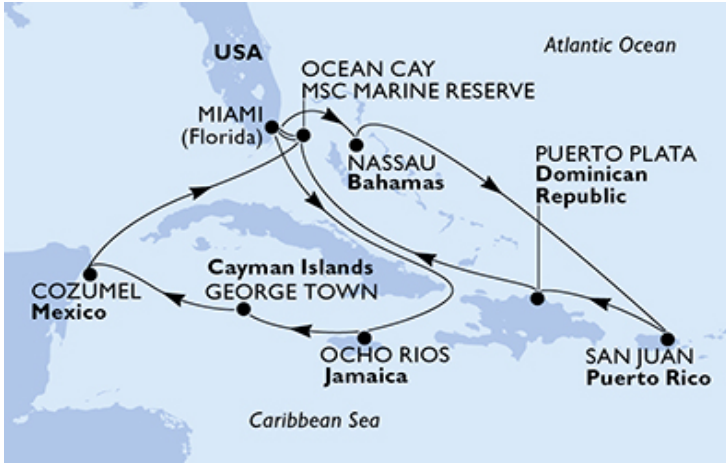 USA
Atlantic Ocean
OCEAN CAY
MSC MARINE RESERVE
MIAMI
(Florida)
NASSAU
Bahamas
PUERTO PLATA
Dominican
Republic
Cayman Islands
GEORGE TOWN
COZUMEL
Mexico
OCHO RIOS
Jamaica
SAN JUAN
Puerto Rico
Caribbean Sea